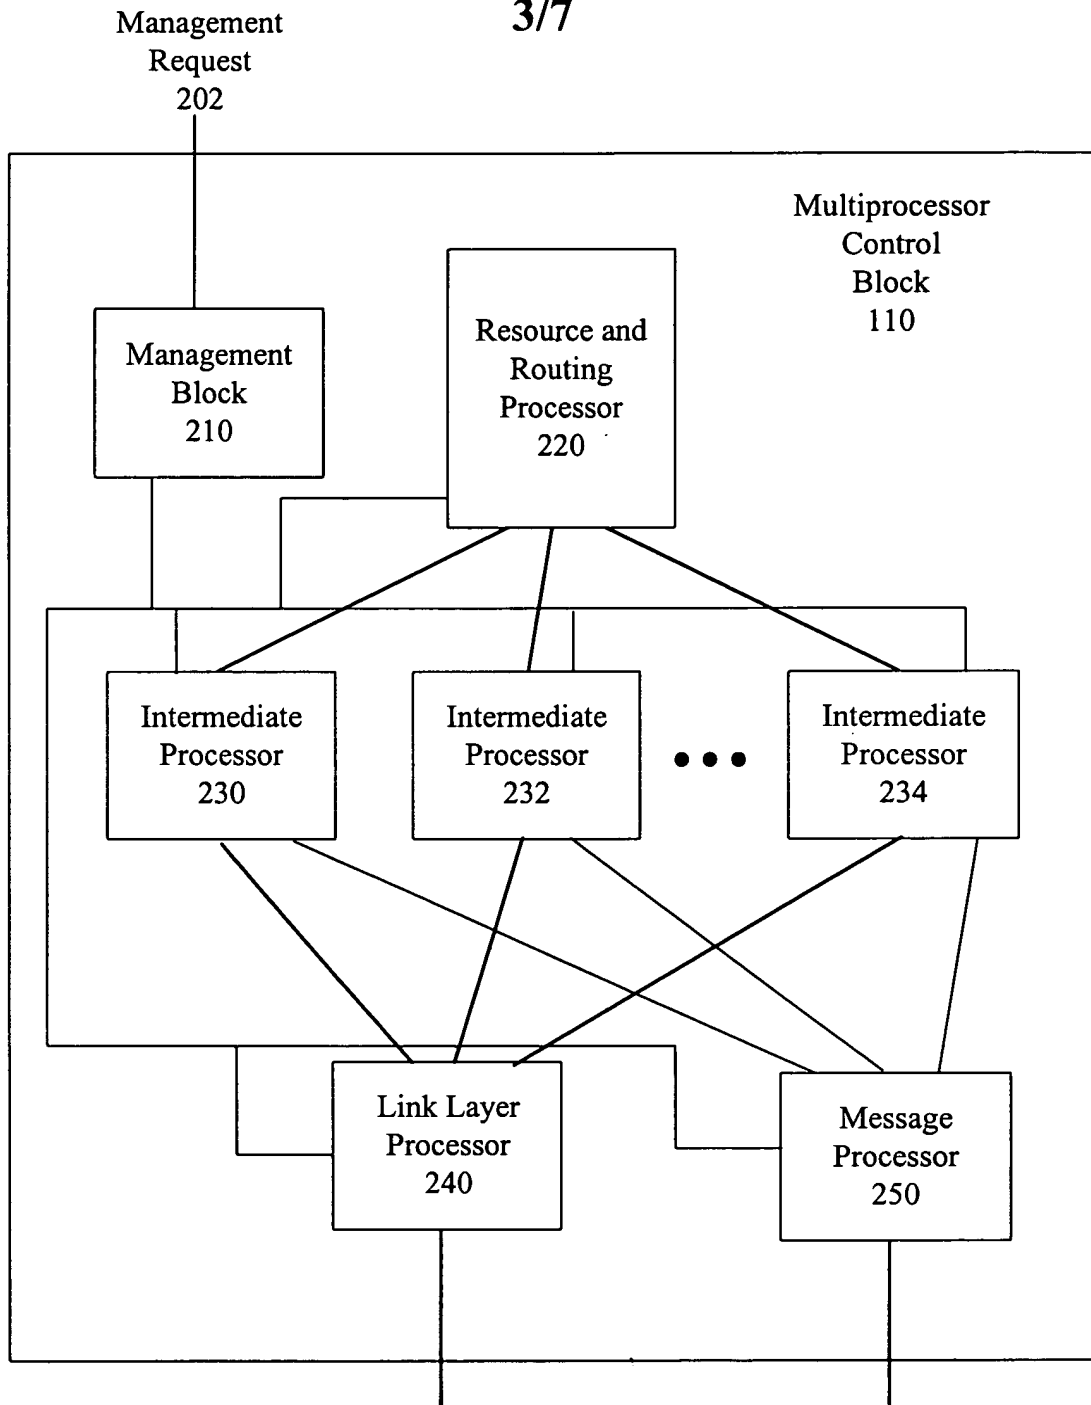 3/7
Management
Request
202
Multiprocessor
Control
Block
110
Management
Block
210
Resource and
Routing
Processor
220
Intermediate
Processor
230
Intermediate
Processor
232
Intermediate
Processor
234
Link Layer
Processor
240
Message
Processor
250